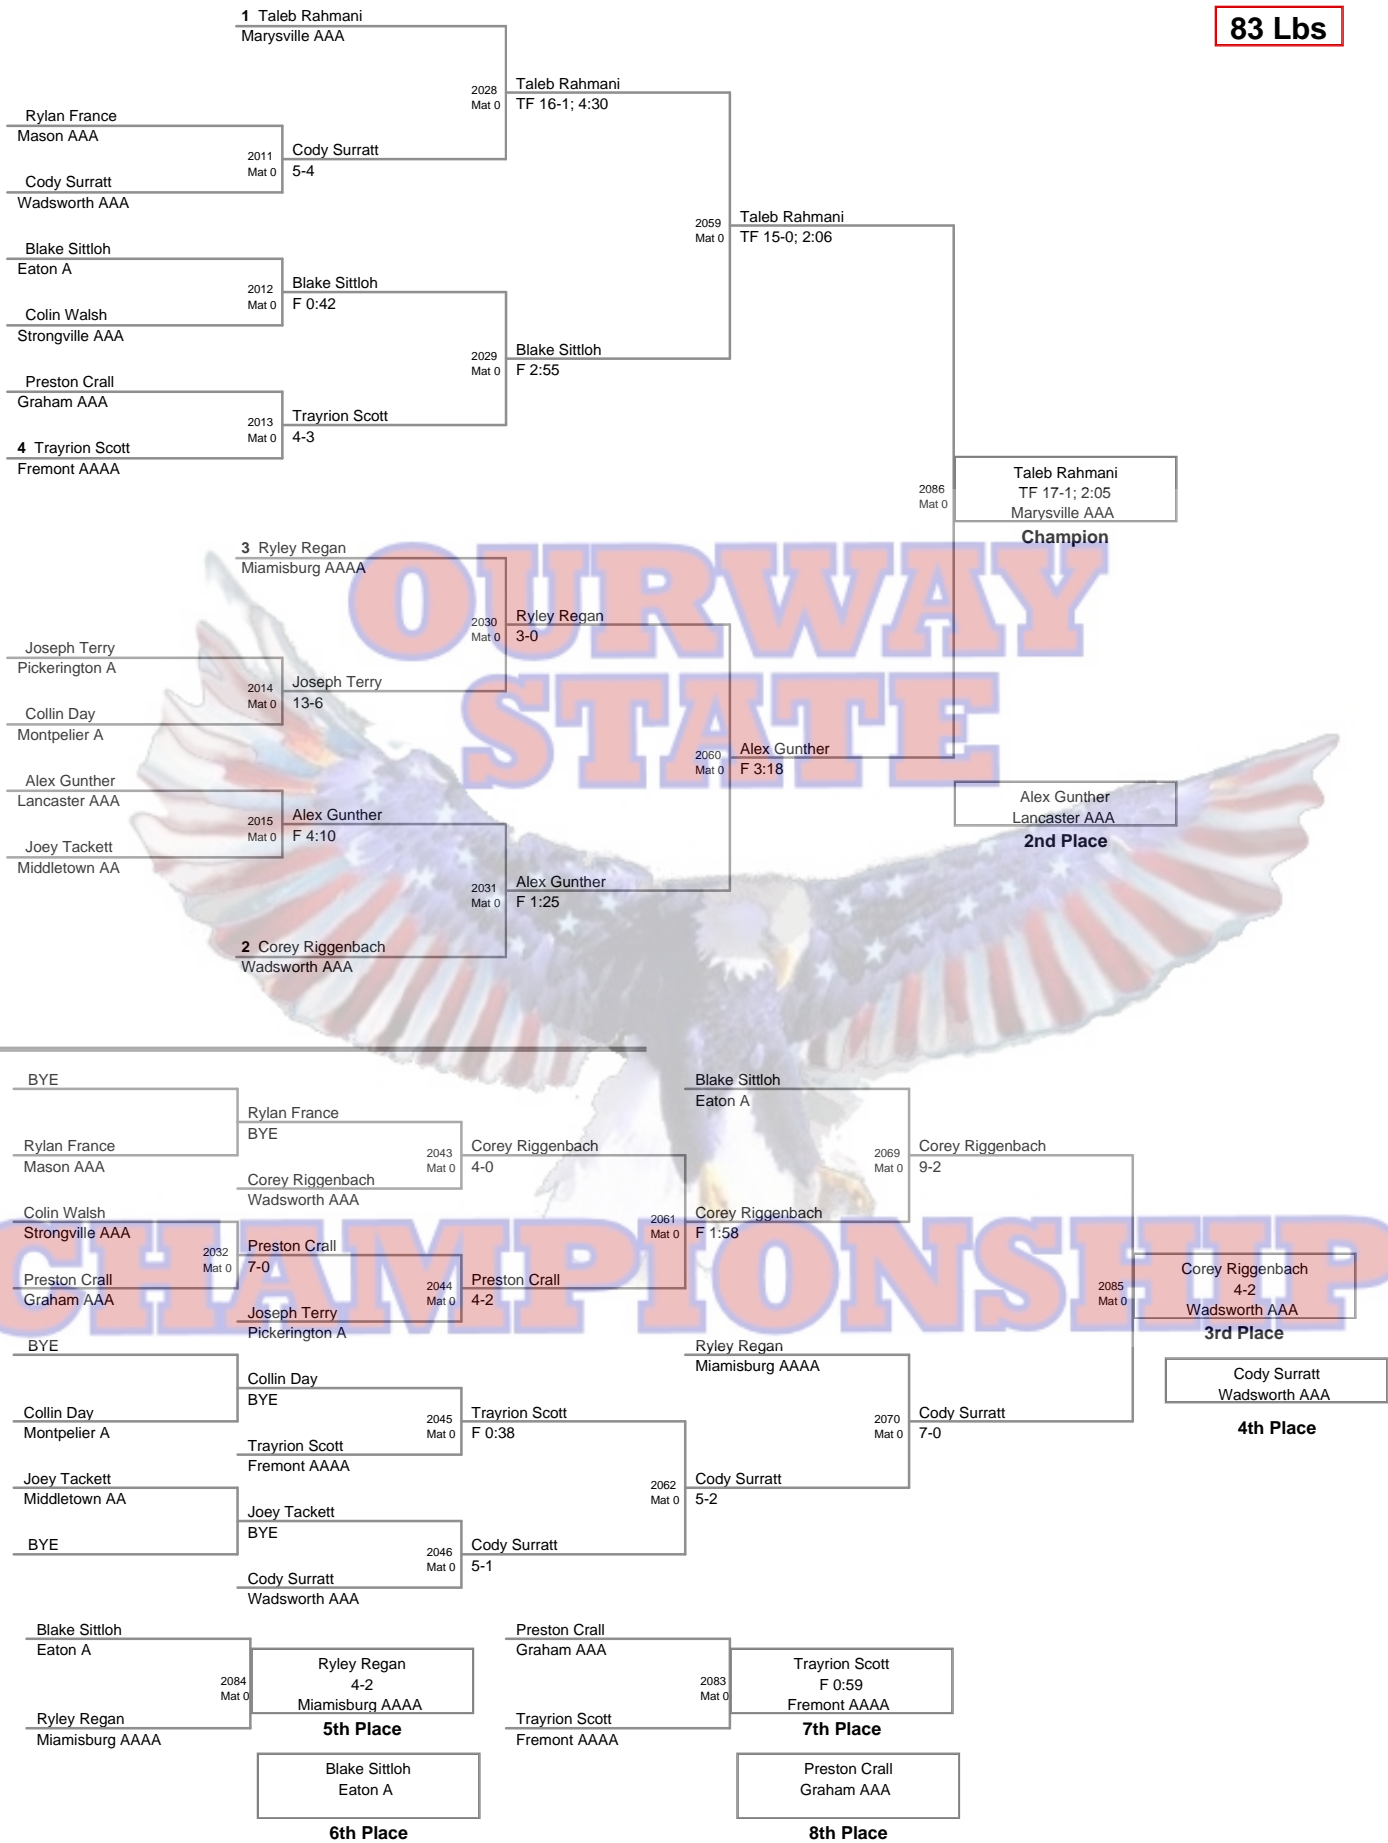 83 Lbs
1 Taleb Rahmani
Marysville AAA
2028
Mat 0
Taleb Rahmani
TF 16-1; 4:30
Rylan France
Mason AAA
2011
Mat 0
Cody Surratt
5-4
Cody Surratt
Wadsworth AAA
2059
Mat 0
Taleb Rahmani
TF 15-0; 2:06
Blake Sittloh
Eaton A
2012
Mat 0
Blake Sittloh
F 0:42
Colin Walsh
Strongville AAA
2029
Mat 0
Blake Sittloh
F 2:55
Preston Crall
Graham AAA
2013
Mat 0
Trayrion Scott
4-3
4 Trayrion Scott
Fremont AAAA
2086
Mat 0
Taleb Rahmani
TF 17-1; 2:05
Marysville AAA
Champion
OURWAY
STATE
3 Ryley Regan
Miamisburg AAAA
2030
Mat 0
Ryley Regan
3-0
Joseph Terry
Pickerington A
2014
Mat 0
Joseph Terry
13-6
Collin Day
Montpelier A
2060
Mat 0
Alex Gunther
F 3:18
Alex Gunther
Lancaster AAA
2015
Mat 0
Alex Gunther
F 4:10
Joey Tackett
Middletown AA
Alex Gunther
Lancaster AAA
2nd Place
2031
Mat 0
Alex Gunther
F 1:25
2 Corey Riggenbach
Wadsworth AAA
BYE
Rylan France
BYE
Rylan France
Mason AAA
2043
Mat 0
Corey Riggenbach
4-0
Corey Riggenbach
Wadsworth AAA
Blake Sittloh
Eaton A
2069
Mat 0
Corey Riggenbach
9-2
2061
Mat 0
Corey Riggenbach
F 1:58
CHAMPIONSHIP
Colin Walsh
Strongville AAA
2032
Mat 0
Preston Crall
7-0
Preston Crall
Graham AAA
2044
Mat 0
Preston Crall
4-2
Joseph Terry
Pickerington A
2085
Mat 0
Corey Riggenbach
4-2
Wadsworth AAA
3rd Place
BYE
Collin Day
BYE
Collin Day
Montpelier A
2045
Mat 0
Trayrion Scott
F 0:38
Trayrion Scott
Fremont AAAA
Ryley Regan
Miamisburg AAAA
2070
Mat 0
Cody Surratt
7-0
Cody Surratt
Wadsworth AAA
4th Place
2062
Mat 0
Cody Surratt
5-2
Joey Tackett
Middletown AA
Joey Tackett
BYE
BYE
2046
Mat 0
Cody Surratt
5-1
Cody Surratt
Wadsworth AAA
Blake Sittloh
Eaton A
2084
Mat 0
Ryley Regan
4-2
Miamisburg AAAA
5th Place
Ryley Regan
Miamisburg AAAA
Blake Sittloh
Eaton A
6th Place
Preston Crall
Graham AAA
2083
Mat 0
Trayrion Scott
F 0:59
Fremont AAAA
7th Place
Trayrion Scott
Fremont AAAA
Preston Crall
Graham AAA
8th Place